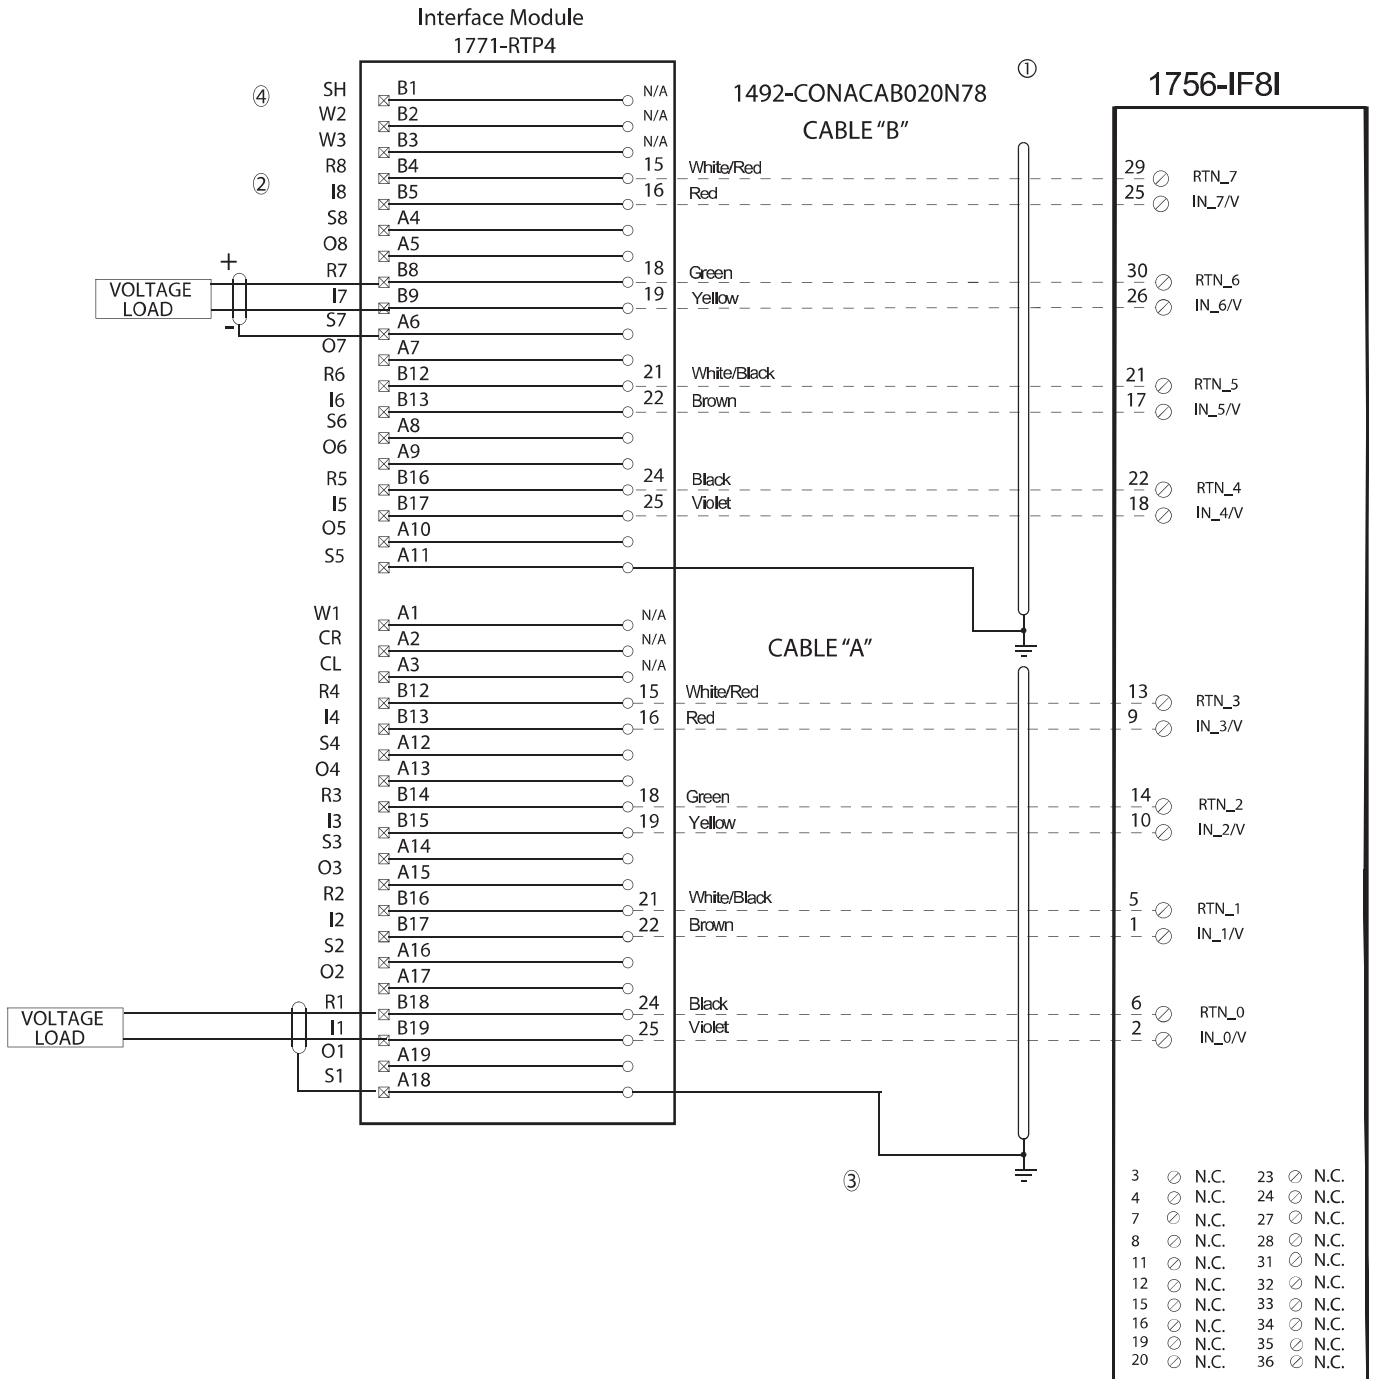 Interface Module
1771-RTP4
①
1756-IF8I
1492-CONACAB020N78
CABLE "B"
④
SH B1 N/A
W2 B2 N/A
W3 B3 N/A
R8 B4 15 White/Red 29 RTN_7
②
I8 B5 16 Red 25 IN_7/V
S8 A4
O8 A5
+
R7 B8 18 Green 30 RTN_6
VOLTAGE
LOAD
I7 B9 19 Yellow 26 IN_6/V
-
S7 A6
O7 A7
R6 B12 21 White/Black 21 RTN_5
I6 B13 22 Brown 17 IN_5/V
S6 A8
O6 A9
R5 B16 24 Black 22 RTN_4
I5 B17 25 Violet 18 IN_4/V
O5 A10
S5 A11
W1 A1 N/A
CR A2 N/A
CABLE "A"
CL A3 N/A
R4 B12 15 White/Red 13 RTN_3
I4 B13 16 Red 9 IN_3/V
S4 A12
O4 A13
R3 B14 18 Green 14 RTN_2
I3 B15 19 Yellow 10 IN_2/V
S3 A14
O3 A15
R2 B16 21 White/Black 5 RTN_1
I2 B17 22 Brown 1 IN_1/V
S2 A16
O2 A17
R1 B18 24 Black 6 RTN_0
VOLTAGE
LOAD
I1 B19 25 Violet 2 IN_0/V
O1 A19
S1 A18
③
3 N.C. 23 N.C.
4 N.C. 24 N.C.
7 N.C. 27 N.C.
8 N.C. 28 N.C.
11 N.C. 31 N.C.
12 N.C. 32 N.C.
15 N.C. 33 N.C.
16 N.C. 34 N.C.
19 N.C. 35 N.C.
20 N.C. 36 N.C.